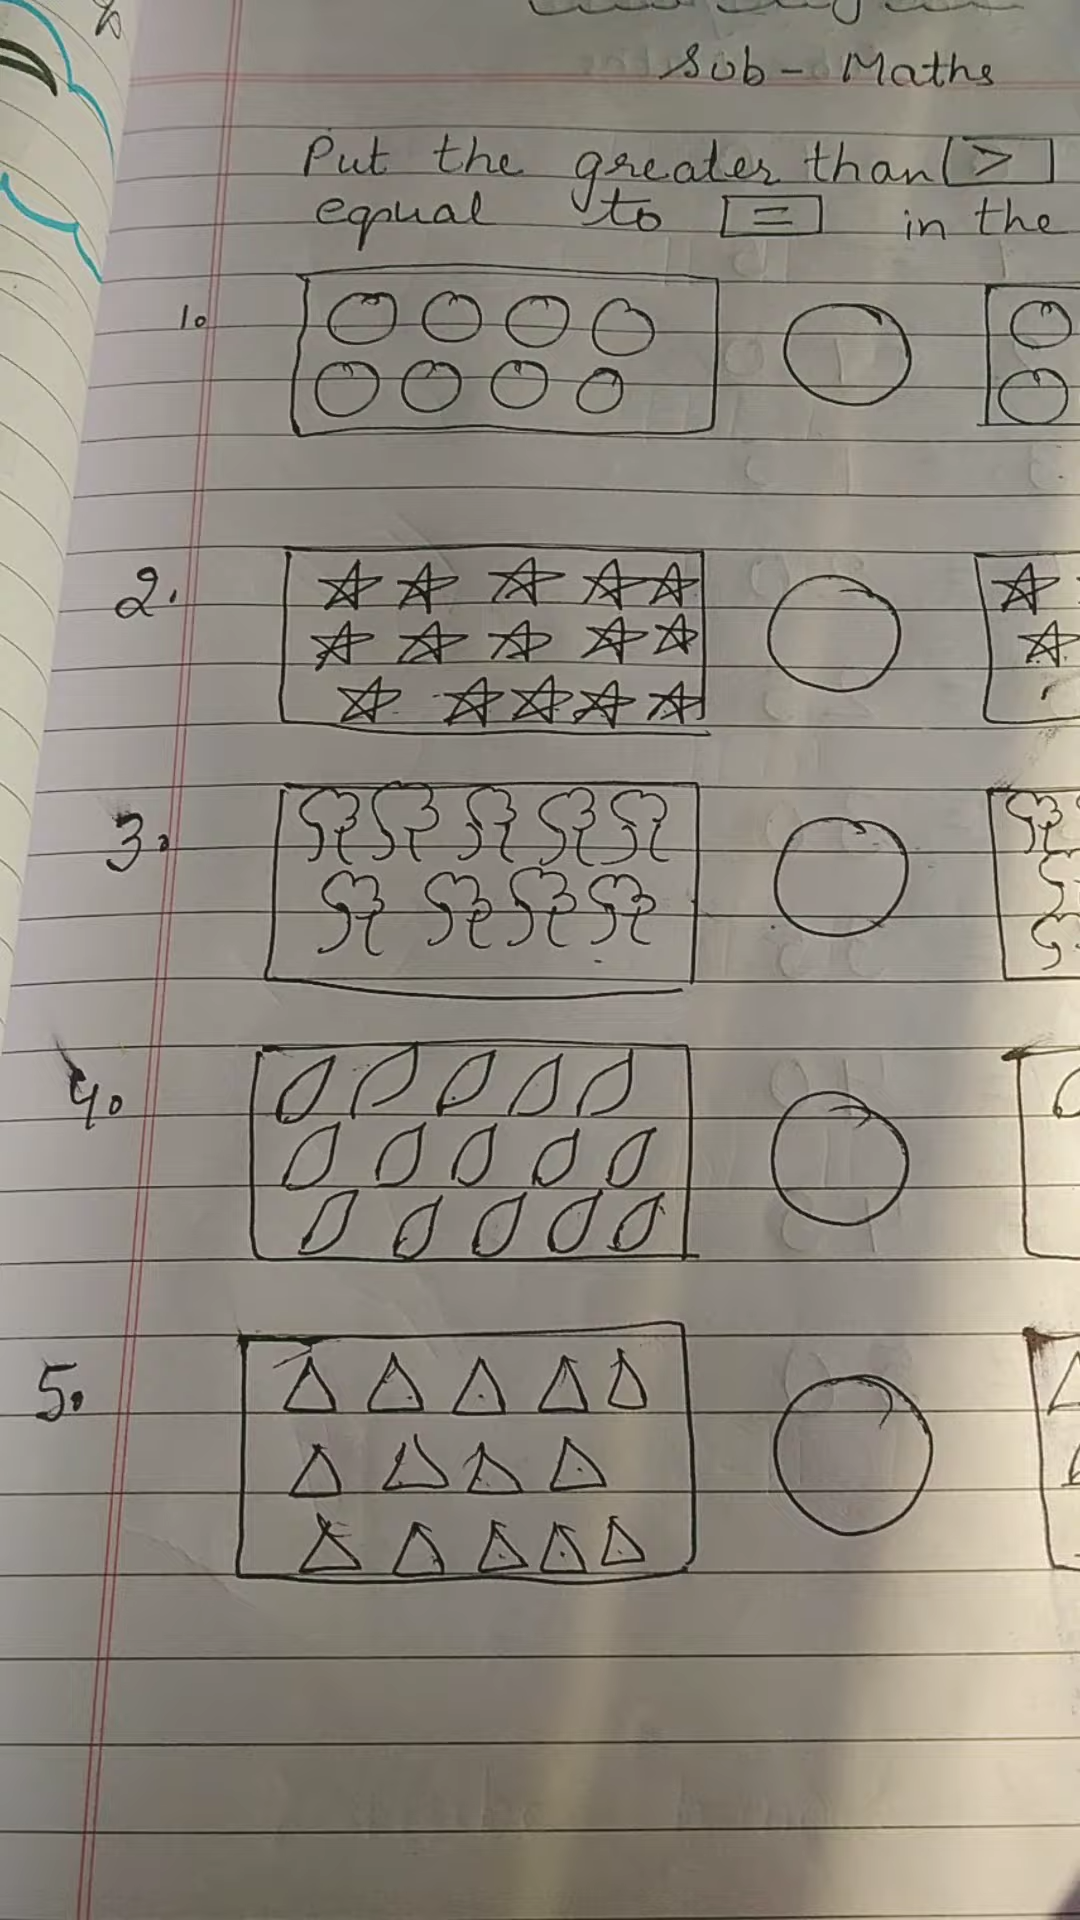 Sub - Maths
Put the greater than [>]
equal to [=] in the
1.
2.
3.
4.
5.